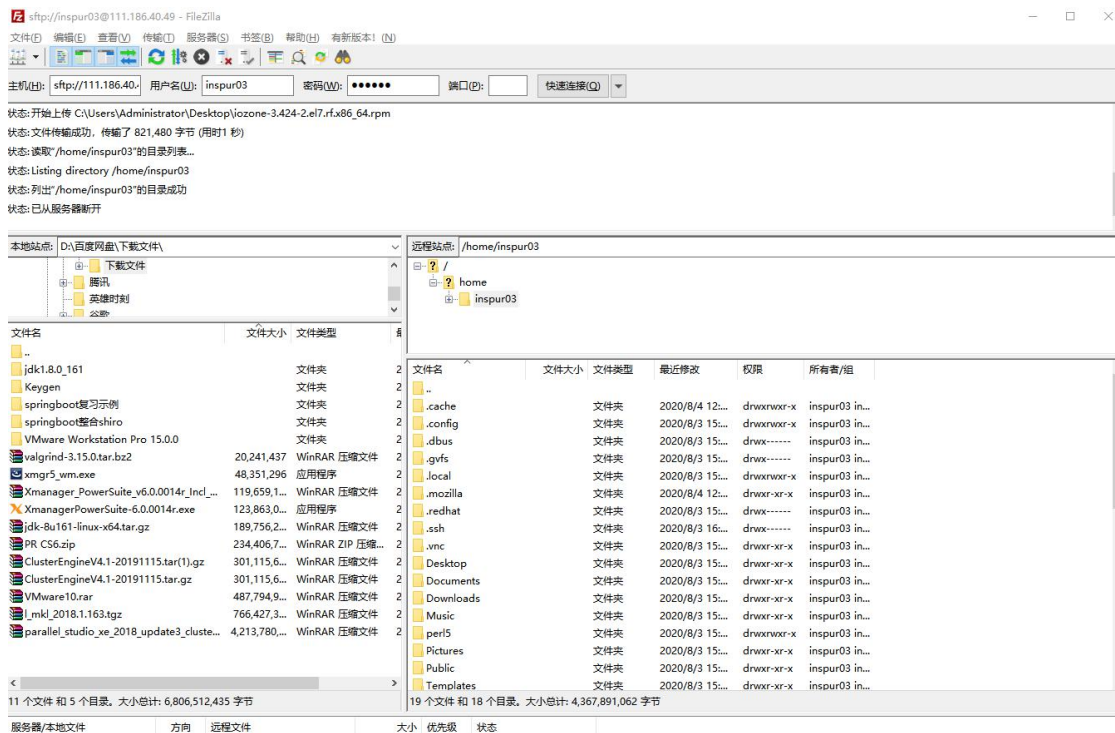 sftp://inspur03@111.186.40.49 - FileZilla
文件(F) 编辑(E) 查看(V) 传输(T) 服务器(S) 书签(B) 帮助(H) 有新版本! (N)
主机(H): sftp://111.186.40. 用户名(U): inspur03 密码(W): ●●●●●● 端口(P): 快速连接(Q)
状态:开始上传 C:\Users\Administrator\Desktop\iozone-3.424-2.el7.rf.x86_64.rpm
状态:文件传输成功，传输了 821,480 字节 (用时1 秒)
状态:读取"/home/inspur03"的目录列表...
状态:Listing directory /home/inspur03
状态:列出"/home/inspur03"的目录成功
状态:已从服务器断开
本地站点: D:\百度网盘\下载文件\
下载文件
腾讯
英雄时刻
谷歌
文件名 文件大小 文件类型
..
jdk1.8.0_161 文件夹 2
Keygen 文件夹 2
springboot复习示例 文件夹 2
springboot整合shiro 文件夹 2
VMware Workstation Pro 15.0.0 文件夹 2
valgrind-3.15.0.tar.bz2 20,241,437 WinRAR 压缩文件 2
xmgr5_wm.exe 48,351,296 应用程序 2
Xmanager_PowerSuite_v6.0.0014r_Incl_... 119,659,1... WinRAR 压缩文件 2
XmanagerPowerSuite-6.0.0014r.exe 123,863,0... 应用程序 2
jdk-8u161-linux-x64.tar.gz 189,756,2... WinRAR 压缩文件 2
PR CS6.zip 234,406,7... WinRAR ZIP 压缩... 2
ClusterEngineV4.1-20191115.tar(1).gz 301,115,6... WinRAR 压缩文件 2
ClusterEngineV4.1-20191115.tar.gz 301,115,6... WinRAR 压缩文件 2
VMware10.rar 487,794,9... WinRAR 压缩文件 2
l_mkl_2018.1.163.tgz 766,427,3... WinRAR 压缩文件 2
parallel_studio_xe_2018_update3_cluste... 4,213,780,... WinRAR 压缩文件 2
11 个文件 和 5 个目录。大小总计: 6,806,512,435 字节
远程站点: /home/inspur03
/
home
inspur03
文件名 文件大小 文件类型 最近修改 权限 所有者/组
..
.cache 文件夹 2020/8/4 12:... drwxrwxr-x inspur03 in...
.config 文件夹 2020/8/3 15:... drwxrwxr-x inspur03 in...
.dbus 文件夹 2020/8/3 15:... drwx------ inspur03 in...
.gvfs 文件夹 2020/8/3 15:... drwx------ inspur03 in...
.local 文件夹 2020/8/3 15:... drwxrwxr-x inspur03 in...
.mozilla 文件夹 2020/8/4 12:... drwxr-xr-x inspur03 in...
.redhat 文件夹 2020/8/3 15:... drwx------ inspur03 in...
.ssh 文件夹 2020/8/3 16:... drwx------ inspur03 in...
.vnc 文件夹 2020/8/3 15:... drwxr-xr-x inspur03 in...
Desktop 文件夹 2020/8/3 15:... drwxr-xr-x inspur03 in...
Documents 文件夹 2020/8/3 15:... drwxr-xr-x inspur03 in...
Downloads 文件夹 2020/8/3 15:... drwxr-xr-x inspur03 in...
Music 文件夹 2020/8/3 15:... drwxr-xr-x inspur03 in...
perl5 文件夹 2020/8/3 15:... drwxrwxr-x inspur03 in...
Pictures 文件夹 2020/8/3 15:... drwxr-xr-x inspur03 in...
Public 文件夹 2020/8/3 15:... drwxr-xr-x inspur03 in...
Templates 文件夹 2020/8/3 15:... drwxr-xr-x inspur03 in...
19 个文件 和 18 个目录。大小总计: 4,367,891,062 字节
服务器/本地文件 方向 远程文件 大小 优先级 状态